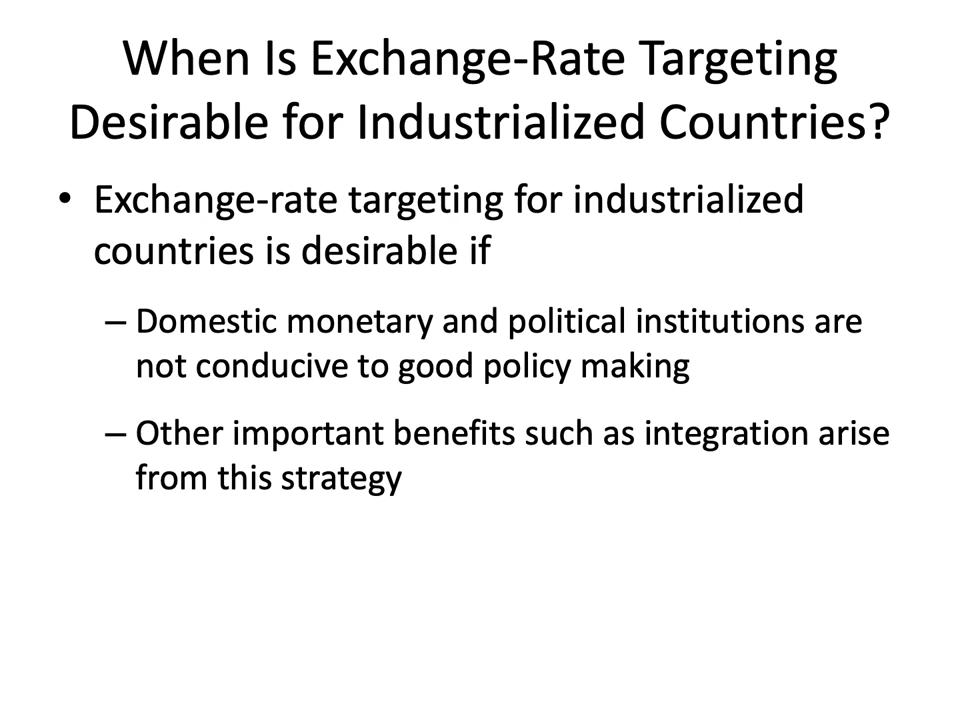 When Is Exchange-Rate Targeting
Desirable for Industrialized Countries?
• Exchange-rate targeting for industrialized
countries is desirable if
– Domestic monetary and political institutions are
not conducive to good policy making
– Other important benefits such as integration arise
from this strategy